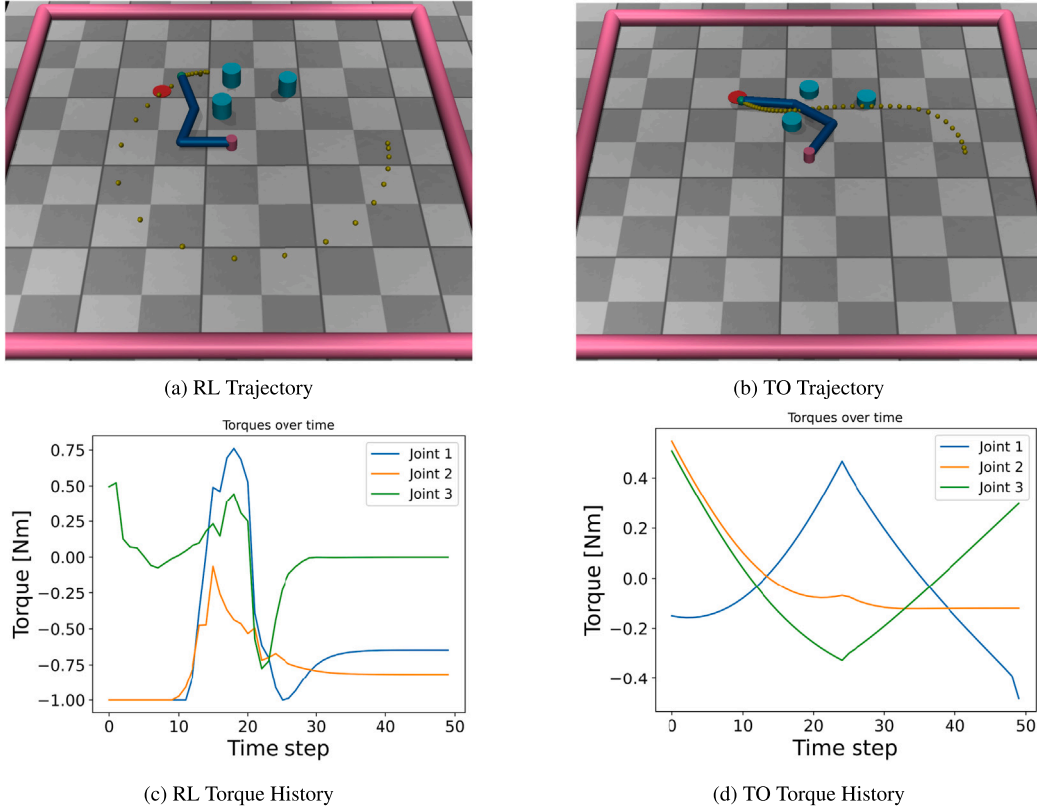 (a) RL Trajectory
(b) TO Trajectory
Torques over time
Torque [Nm]
0.75
0.50
0.25
0.00
−0.25
−0.50
−0.75
−1.00
Joint 1
Joint 2
Joint 3
0 10 20 30 40 50
Time step
Torques over time
Torque [Nm]
0.4
0.2
0.0
−0.2
−0.4
Joint 1
Joint 2
Joint 3
0 10 20 30 40 50
Time step
(c) RL Torque History
(d) TO Torque History